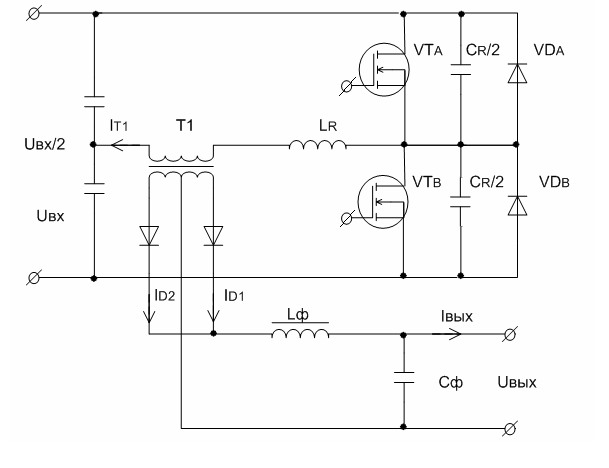 VTA
CR/2
VDA
IT1
T1
LR
Uвх/2
VTB
CR/2
VDB
Uвх
ID2
ID1
Lф
Iвых
Cф
Uвых